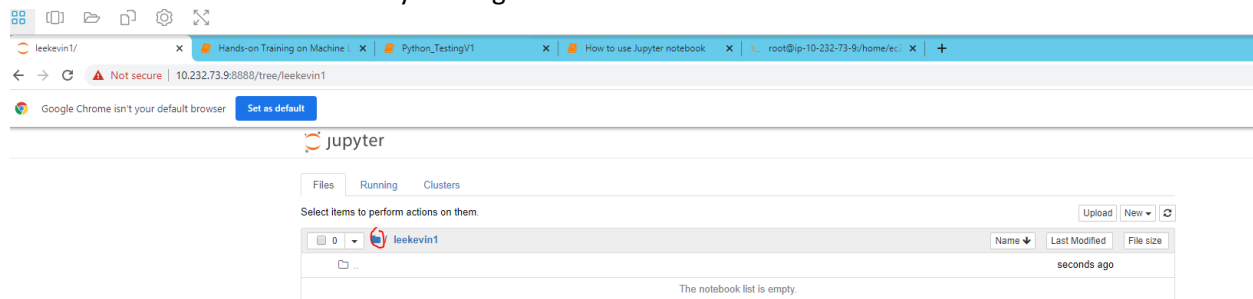 leekevin1/ Hands-on Training on Machine L Python_TestingV1 How to use Jupyter notebook root@ip-10-232-73-9:/home/ec
Not secure | 10.232.73.9:8888/tree/leekevin1
Google Chrome isn't your default browser Set as default
jupyter
Files Running Clusters
Select items to perform actions on them. Upload New
0 / leekevin1 Name Last Modified File size
.. seconds ago
The notebook list is empty.